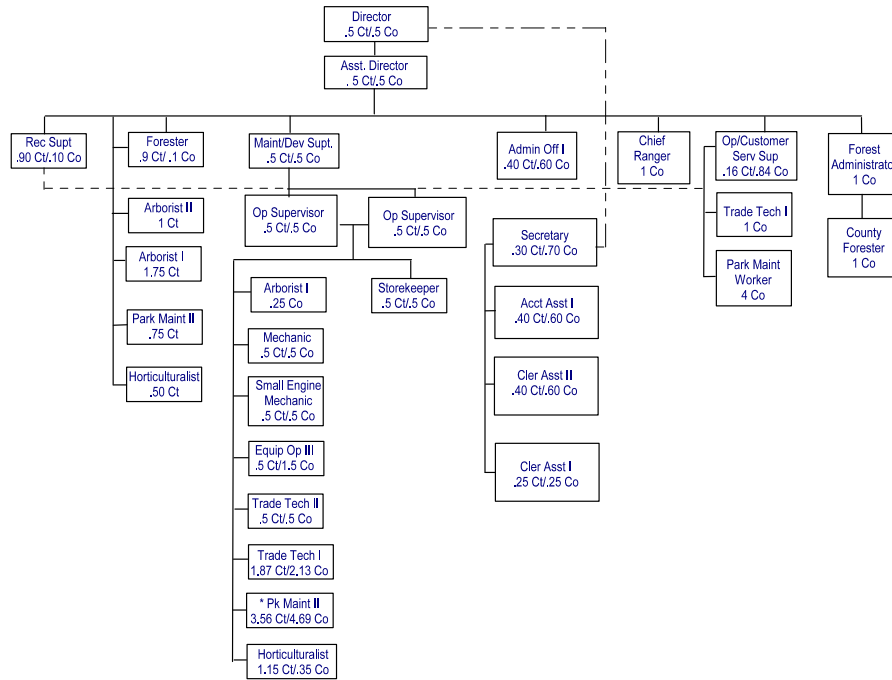 Director
.5 Ct/.5 Co
Asst. Director
. 5 Ct/.5 Co
Rec Supt
.90 Ct/.10 Co
Forester
.9 Ct/ .1 Co
Maint/Dev Supt.
.5 Ct/.5 Co
Admin Off I
.40 Ct/.60 Co
Chief
Ranger
1 Co
Op/Customer
Serv Sup
.16 Ct/.84 Co
Forest
Administrato
1 Co
Arborist II
1 Ct
Arborist I
1.75 Ct
Park Maint II
.75 Ct
Horticulturalist
.50 Ct
Op Supervisor
.5 Ct/.5 Co
Op Supervisor
.5 Ct/.5 Co
Arborist I
.25 Co
Storekeeper
.5 Ct/.5 Co
Mechanic
.5 Ct/.5 Co
Small Engine
Mechanic
.5 Ct/.5 Co
Equip Op III
.5 Ct/1.5 Co
Trade Tech II
.5 Ct/.5 Co
Trade Tech I
1.87 Ct/2.13 Co
* Pk Maint II
3.56 Ct/4.69 Co
Horticulturalist
1.15 Ct/.35 Co
Secretary
.30 Ct/.70 Co
Acct Asst I
.40 Ct/.60 Co
Cler Asst II
.40 Ct/.60 Co
Cler Asst I
.25 Ct/.25 Co
Trade Tech I
1 Co
Park Maint
Worker
4 Co
County
Forester
1 Co